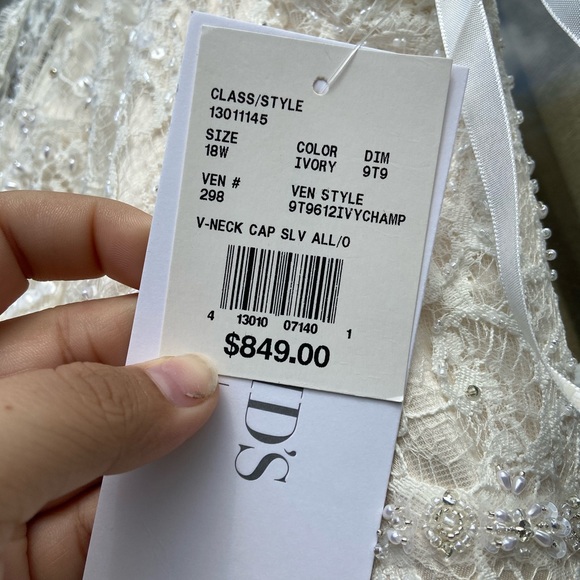 CLASS/STYLE
13011145
SIZE COLOR DIM
18W IVORY 9T9
VEN # VEN STYLE
298 9T9612IVYCHAMP
V-NECK CAP SLV ALL/O
4 13010 07140 1
$849.00
ID'S